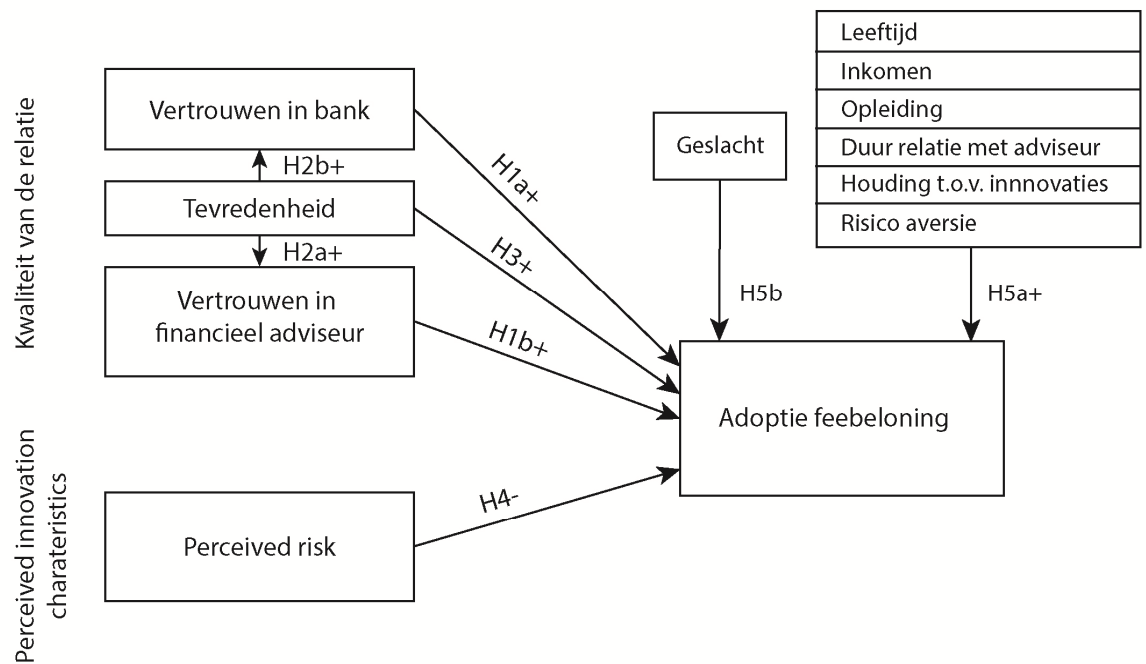 Kwaliteit van de relatie
Vertrouwen in bank
H2b+
Tevredenheid
H2a+
Vertrouwen in
financieel adviseur
H1a+
H3+
H1b+
Perceived innovation
charateristics
Perceived risk
H4-
Geslacht
H5b
Leeftijd
Inkomen
Opleiding
Duur relatie met adviseur
Houding t.o.v. innnovaties
Risico aversie
H5a+
Adoptie feebeloning